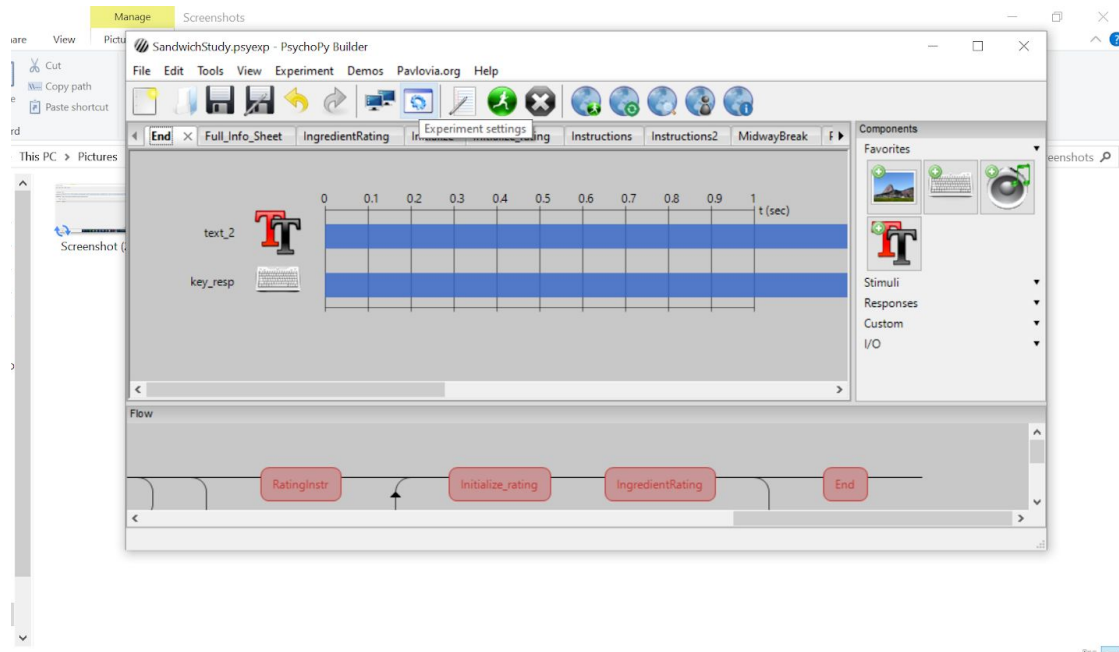 Manage Screenshots
View
SandwichStudy.psyexp - PsychoPy Builder
File Edit Tools View Experiment Demos Pavlovia.org Help
Cut
Copy path
Paste shortcut
Experiment settings
End Full_Info_Sheet IngredientRating Instructions Instructions2 MidwayBreak
This PC > Pictures
Screenshot
Components
Favorites
0 0.1 0.2 0.3 0.4 0.5 0.6 0.7 0.8 0.9 1
t (sec)
text_2
key_resp
Stimuli
Responses
Custom
I/O
Flow
RatingInstr Initialize_rating IngredientRating End